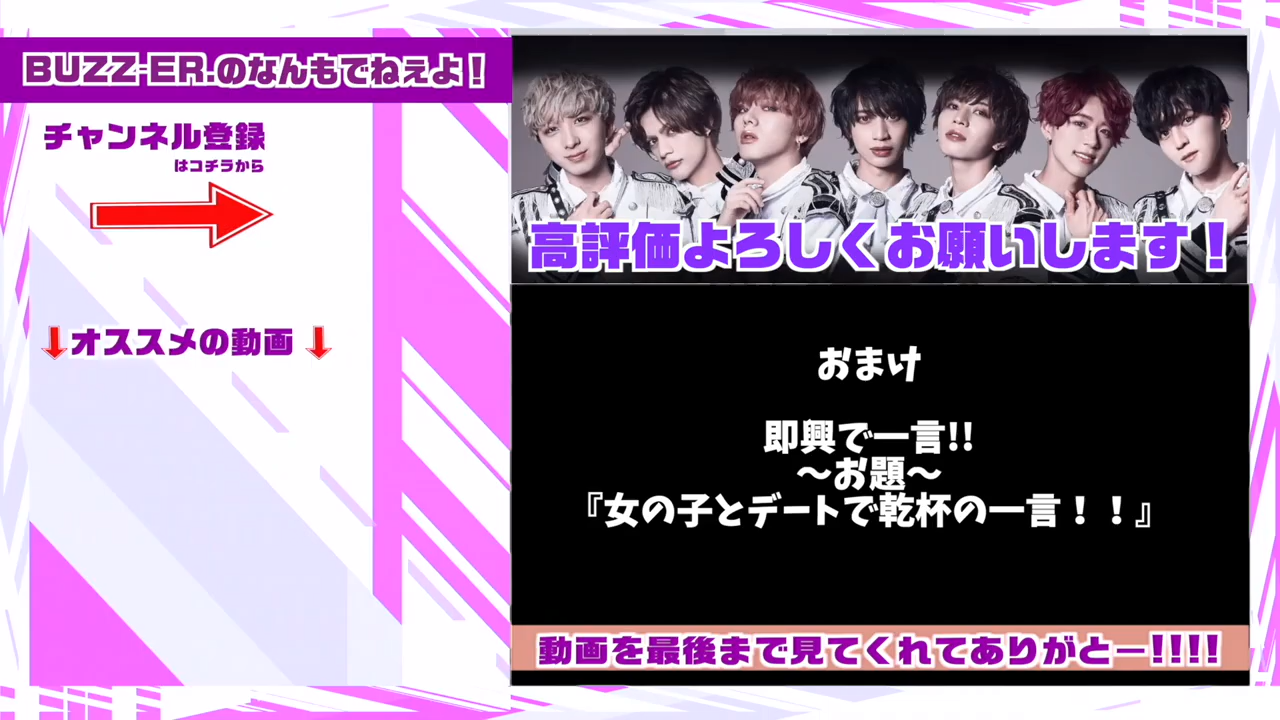 BUZZ-ER.のなんもでねぇよ！
チャンネル登録
はコチラから
↓オススメの動画 ↓
高評価よろしくお願いします！
おまけ
即興で一言!!
〜お題〜
『女の子とデートで乾杯の一言！！』
動画を最後まで見てくれてありがとー!!!!